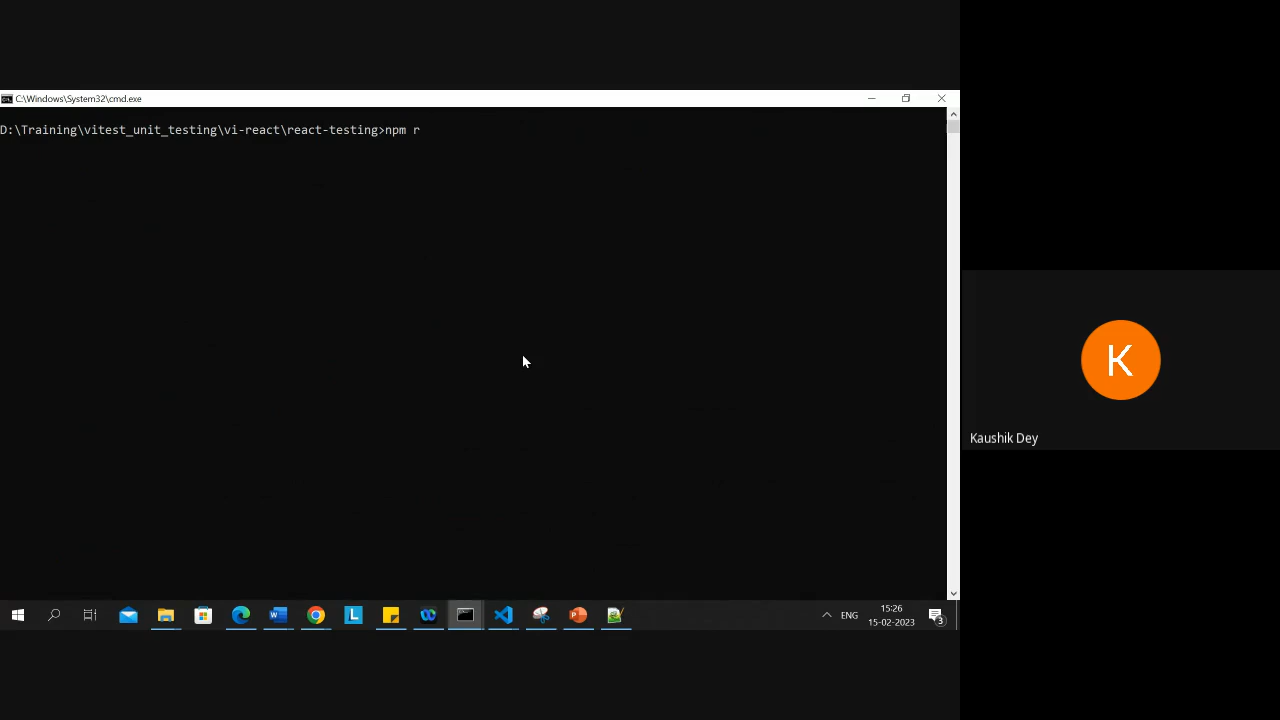 C:\Windows\System32\cmd.exe
D:\Training\vitest_unit_testing\vi-react\react-testing>npm r
K
Kaushik Dey
L
W
P
ENG
15:26
15-02-2023
3